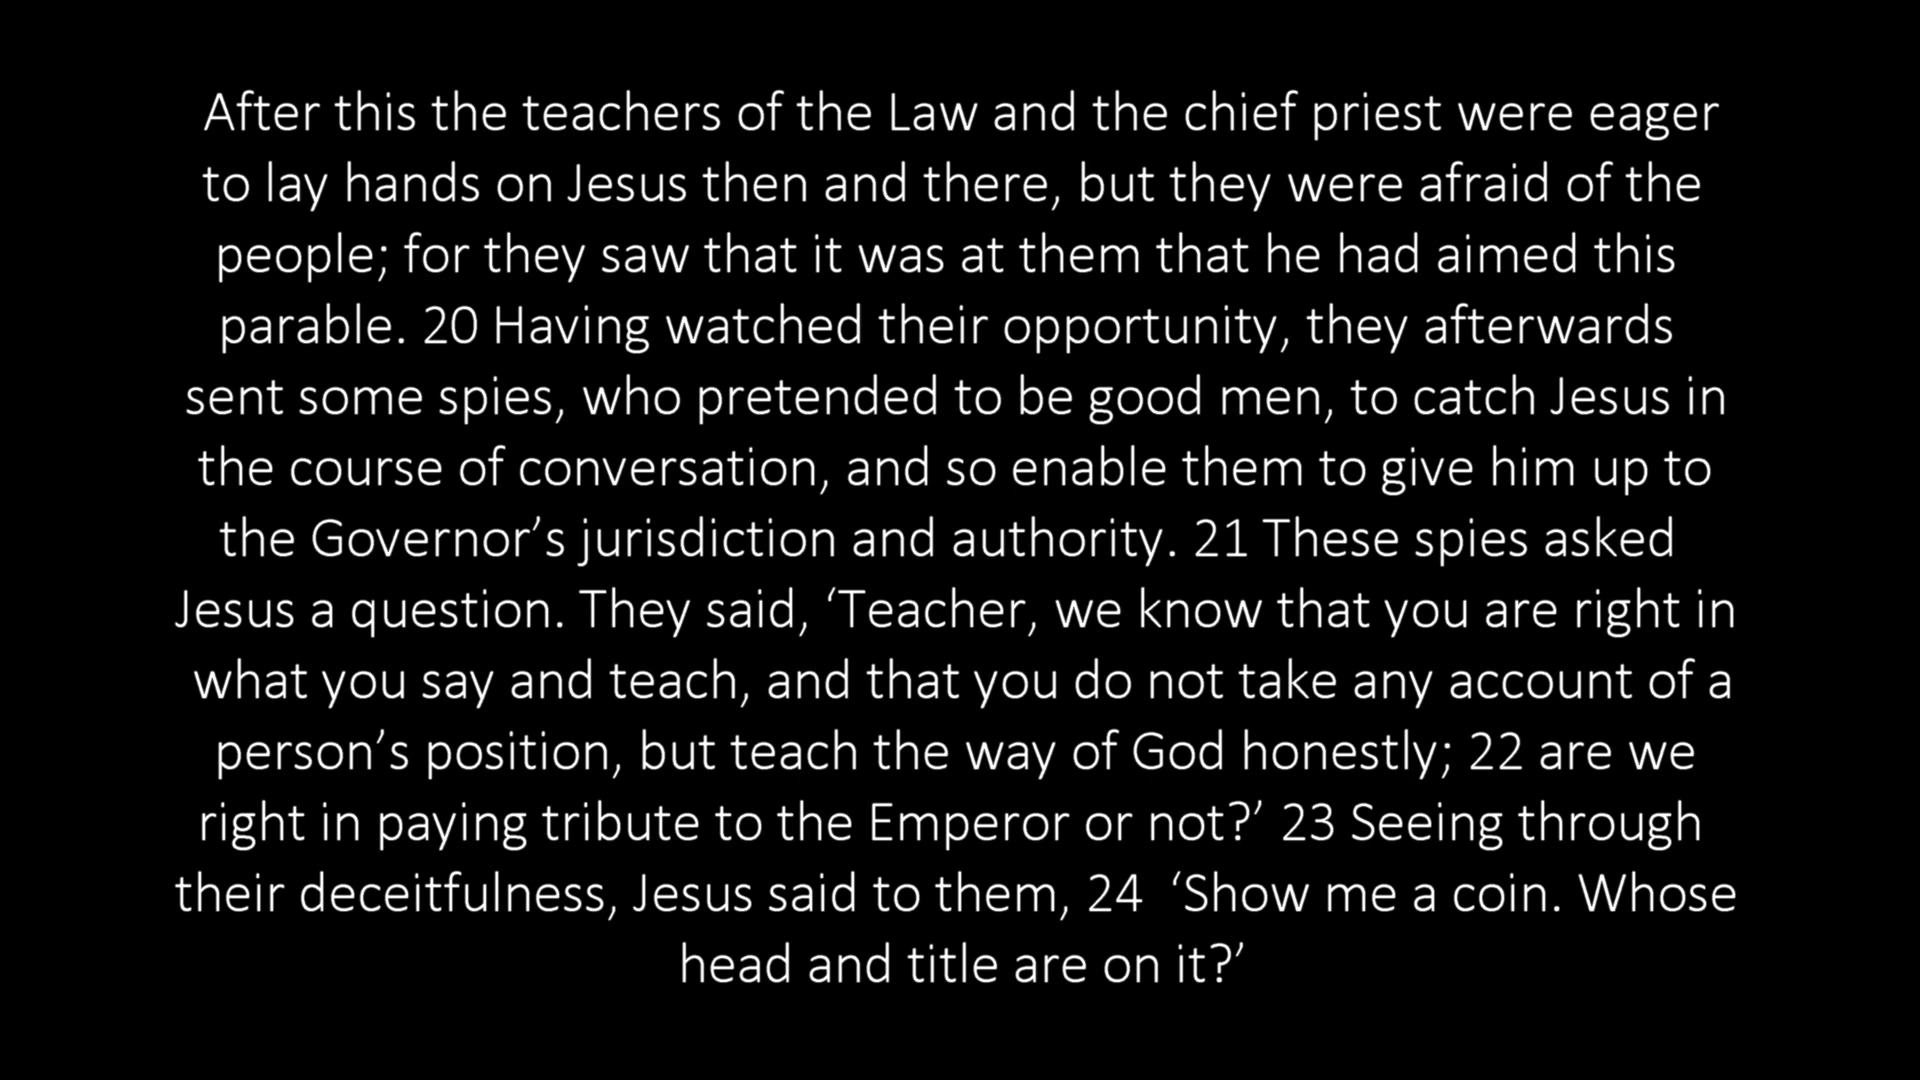 After this the teachers of the Law and the chief priest were eager
to lay hands on Jesus then and there, but they were afraid of the
people; for they saw that it was at them that he had aimed this
parable. 20 Having watched their opportunity, they afterwards
sent some spies, who pretended to be good men, to catch Jesus in
the course of conversation, and so enable them to give him up to
the Governor’s jurisdiction and authority. 21 These spies asked
Jesus a question. They said, ‘Teacher, we know that you are right in
what you say and teach, and that you do not take any account of a
person’s position, but teach the way of God honestly; 22 are we
right in paying tribute to the Emperor or not?’ 23 Seeing through
their deceitfulness, Jesus said to them, 24  ‘Show me a coin. Whose
head and title are on it?’